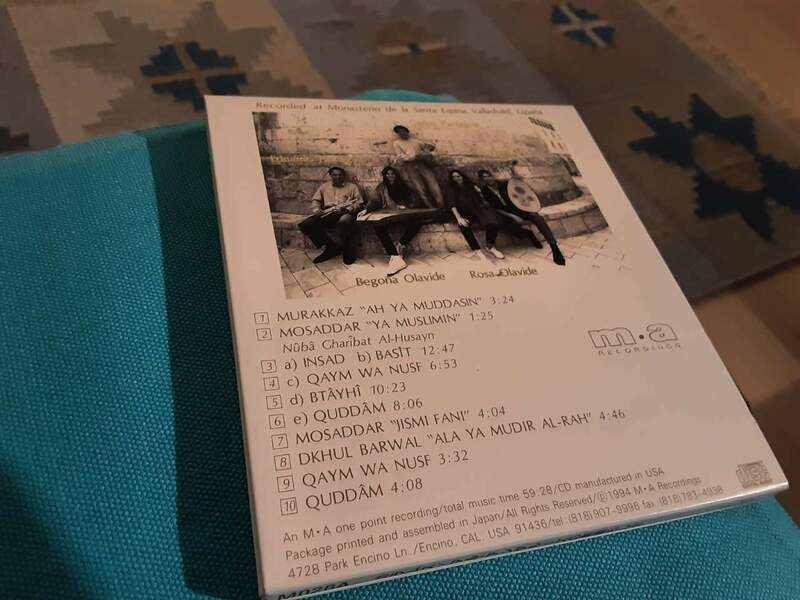 Recorded at Monasterio de la Santa Espina, Valladolid, España
Begoña Olavide Rosa Olavide
1 MURAKKAZ "AH YA MUDDASIN" 3:24
2 MOSADDAR "YA MUSLIMIN" 1:25
Nûbâ Gharîbat Al-Husayn
3 a) INSAD b) BASÎT 12:47
4 c) QAYM WA NUSF 6:53
5 d) BTÂYHÎ 10:23
6 e) QUDDÂM 8:06
7 MOSADDAR "JISMI FANI" 4:04
8 DKHUL BARWAL "ALA YA MUDIR AL-RAH" 4:46
9 QAYM WA NUSF 3:32
10 QUDDÂM 4:08
m•a
RECORDINGS
An M•A one point recording/total music time 59:28/CD manufactured in USA
Package printed and assembled in Japan/All Rights Reserved/℗1994 M•A Recordings
4728 Park Encino Ln./Encino, CAL. USA 91436/tel (818)907-9996 fax (818)783-4938